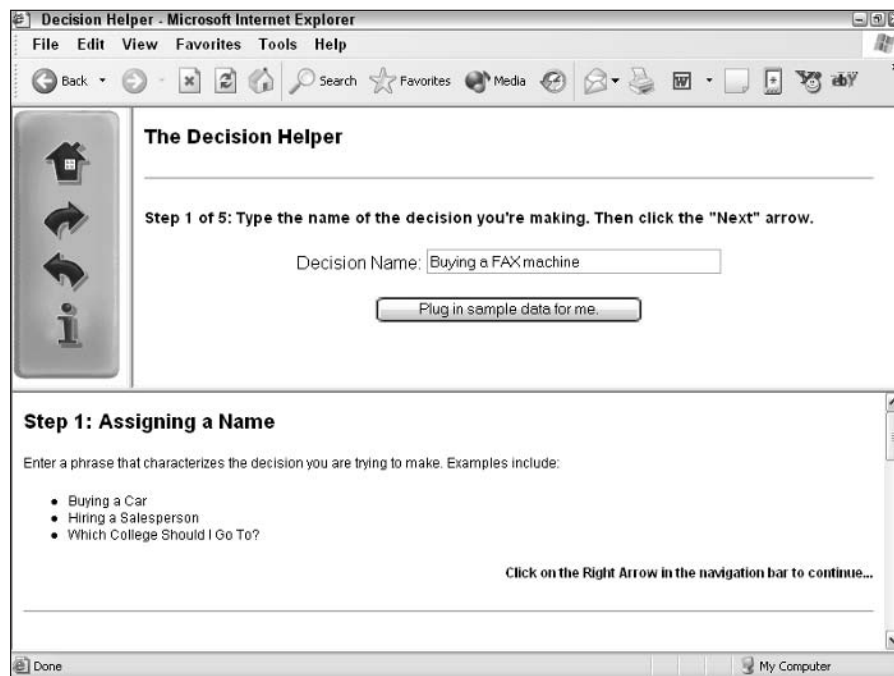 Decision Helper - Microsoft Internet Explorer
File Edit View Favorites Tools Help
Back Search Favorites Media
The Decision Helper
Step 1 of 5: Type the name of the decision you're making. Then click the "Next" arrow.
Decision Name: Buying a FAX machine
Plug in sample data for me.
Step 1: Assigning a Name
Enter a phrase that characterizes the decision you are trying to make. Examples include:
• Buying a Car
• Hiring a Salesperson
• Which College Should I Go To?
Click on the Right Arrow in the navigation bar to continue...
Done My Computer